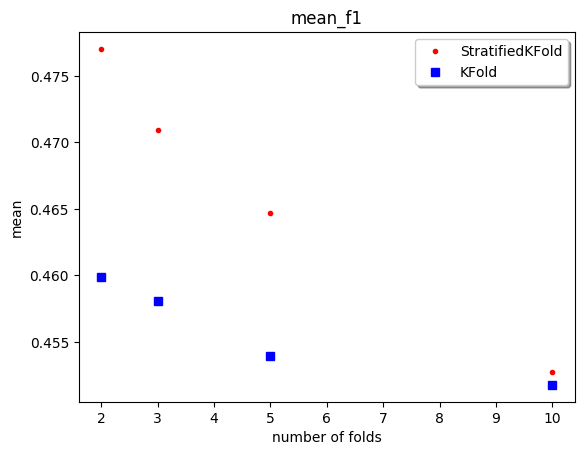 mean_f1
StratifiedKFold
KFold
mean
0.475
0.470
0.465
0.460
0.455
2 3 4 5 6 7 8 9 10
number of folds